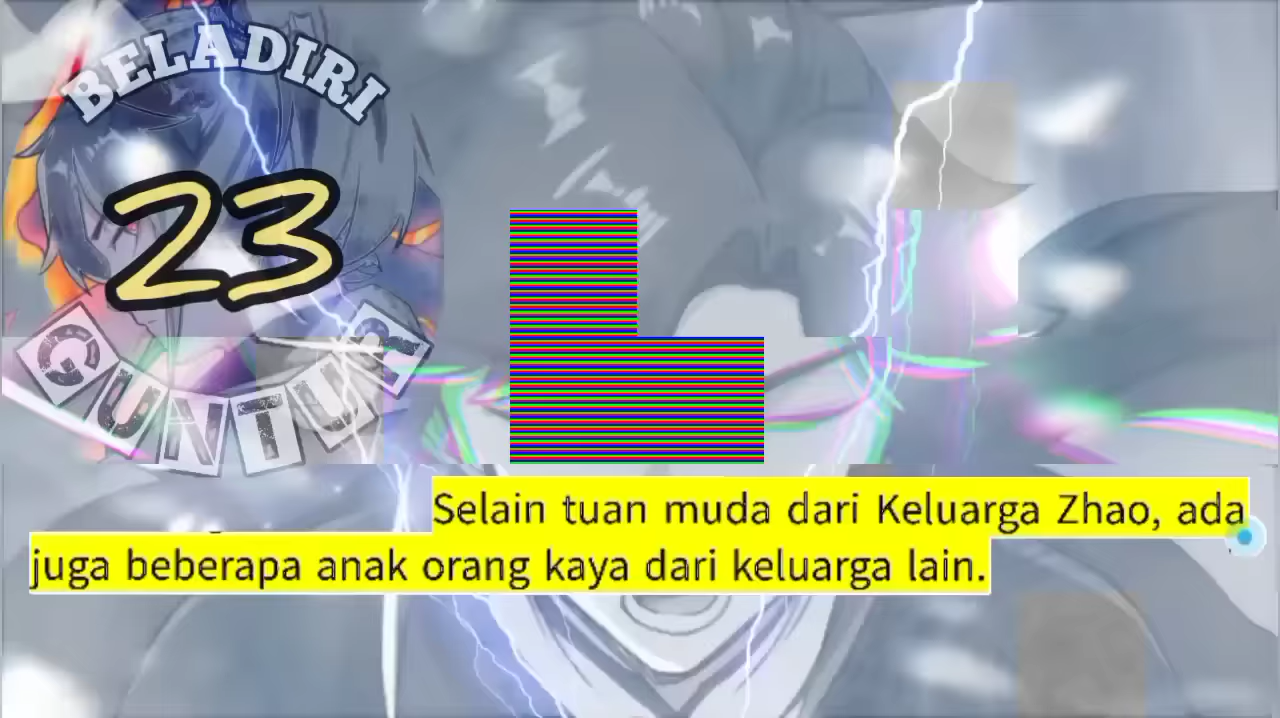 BELADIRI
23
GUNTUR
Selain tuan muda dari Keluarga Zhao, ada
juga beberapa anak orang kaya dari keluarga lain.